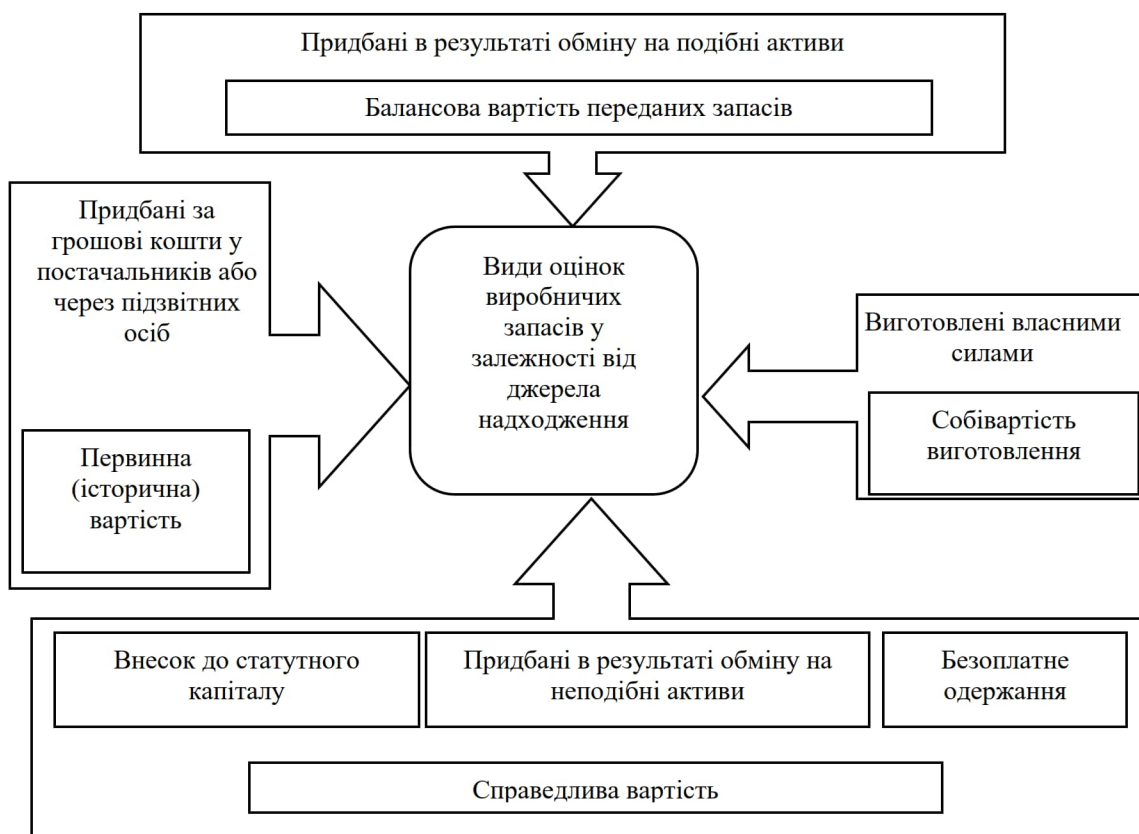 Придбані в результаті обміну на подібні активи
Балансова вартість переданих запасів
Придбані за
грошові кошти у
постачальників або
через підзвітних
осіб
Первинна
(історична)
вартість
Види оцінок
виробничих
запасів у
залежності від
джерела
надходження
Виготовлені власними
силами
Собівартість
виготовлення
Внесок до статутного
капіталу
Придбані в результаті обміну на
неподібні активи
Безоплатне
одержання
Справедлива вартість